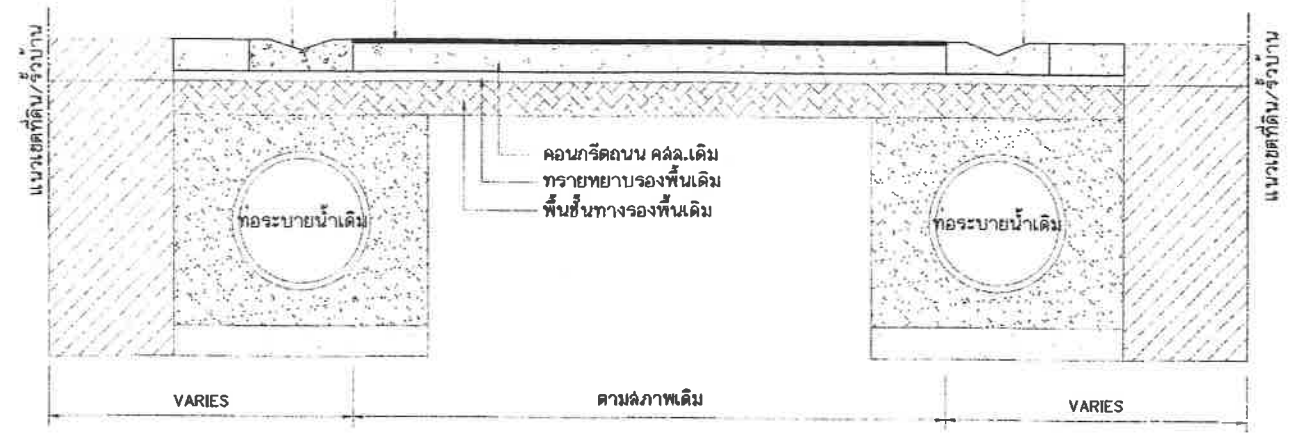 แนวเขตที่ดิน/รั้วบ้าน
แนวเขตที่ดิน/รั้วบ้าน
คอนกรีตถนน คสล.เดิม
ทรายหยาบรองพื้นเดิม
พื้นชั้นทางรองพื้นเดิม
ท่อระบายน้ำเดิม
ท่อระบายน้ำเดิม
VARIES
ตามสภาพเดิม
VARIES